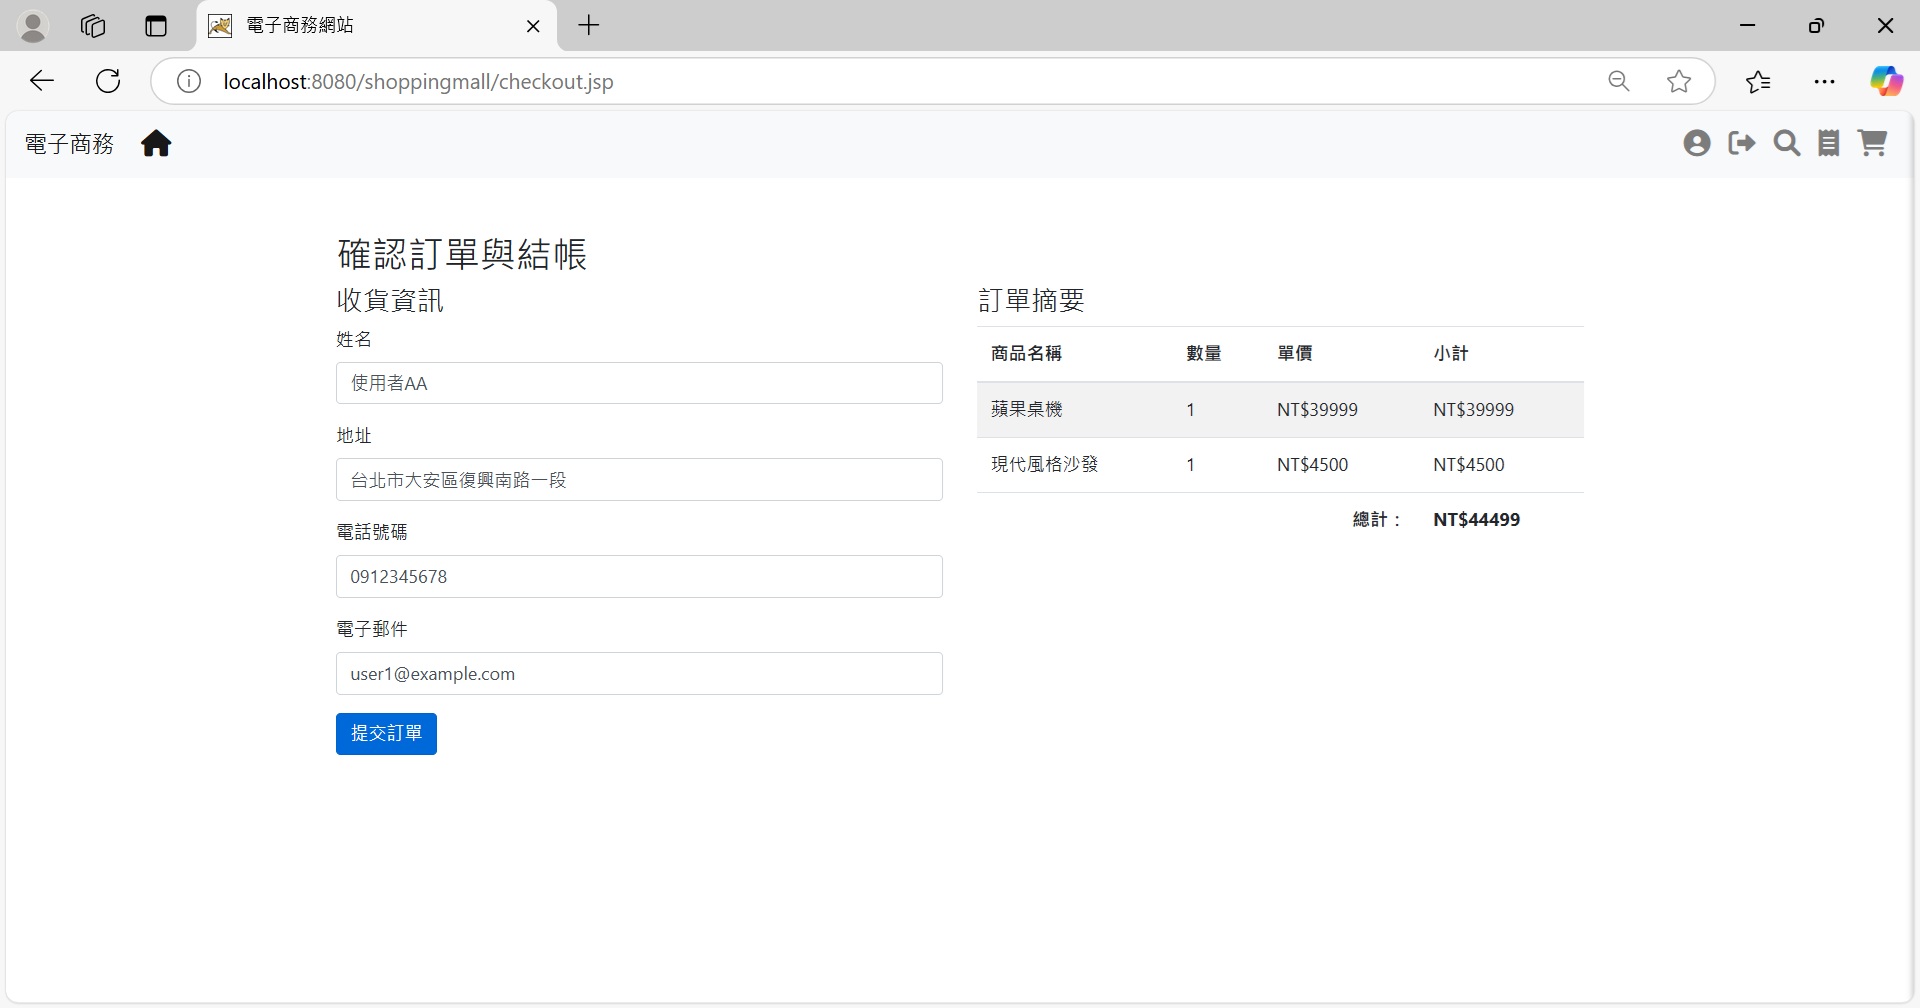 電子商務網站
localhost:8080/shoppingmall/checkout.jsp
電子商務
確認訂單與結帳
收貨資訊
姓名
使用者AA
地址
台北市大安區復興南路一段
電話號碼
0912345678
電子郵件
user1@example.com
提交訂單
訂單摘要
商品名稱 數量 單價 小計
蘋果桌機 1 NT$39999 NT$39999
現代風格沙發 1 NT$4500 NT$4500
總計： NT$44499